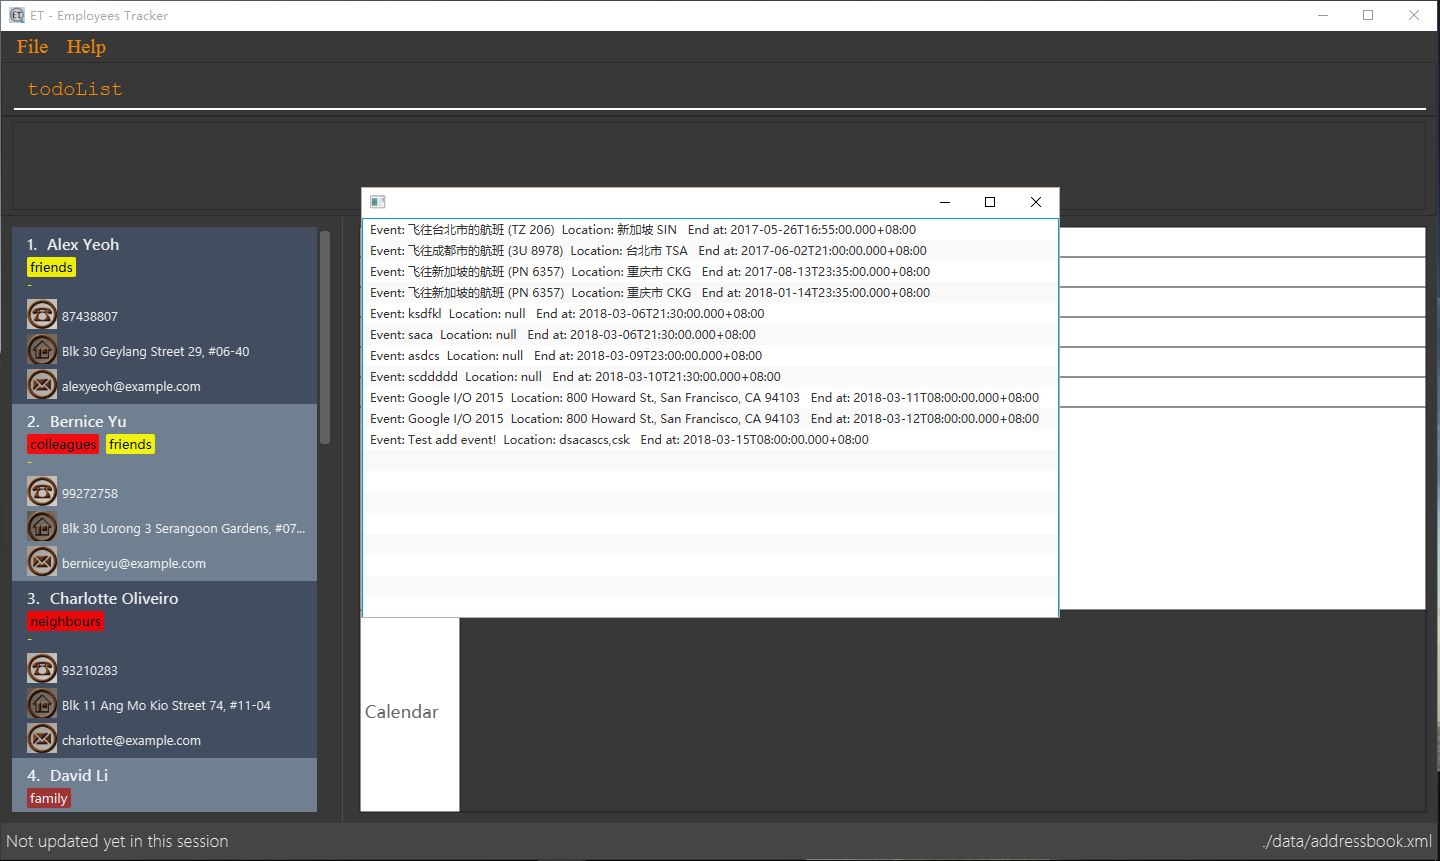 ET - Employees Tracker
File Help
todoList
Event: 飞往台北市的航班 (TZ 206) Location: 新加坡 SIN End at: 2017-05-26T16:55:00.000+08:00
Event: 飞往成都市的航班 (3U 8978) Location: 台北市 TSA End at: 2017-06-02T21:00:00.000+08:00
Event: 飞往新加坡的航班 (PN 6357) Location: 重庆市 CKG End at: 2017-08-13T23:35:00.000+08:00
Event: 飞往新加坡的航班 (PN 6357) Location: 重庆市 CKG End at: 2018-01-14T23:35:00.000+08:00
Event: ksdfkl Location: null End at: 2018-03-06T21:30:00.000+08:00
Event: saca Location: null End at: 2018-03-06T21:30:00.000+08:00
Event: asdcs Location: null End at: 2018-03-09T23:00:00.000+08:00
Event: scddddd Location: null End at: 2018-03-10T21:30:00.000+08:00
Event: Google I/O 2015 Location: 800 Howard St., San Francisco, CA 94103 End at: 2018-03-11T08:00:00.000+08:00
Event: Google I/O 2015 Location: 800 Howard St., San Francisco, CA 94103 End at: 2018-03-12T08:00:00.000+08:00
Event: Test add event! Location: dsacascs,csk End at: 2018-03-15T08:00:00.000+08:00
1. Alex Yeoh
friends
-
87438807
Blk 30 Geylang Street 29, #06-40
alexyeoh@example.com
2. Bernice Yu
colleagues friends
-
99272758
Blk 30 Lorong 3 Serangoon Gardens, #07...
berniceyu@example.com
3. Charlotte Oliveiro
neighbours
-
93210283
Blk 11 Ang Mo Kio Street 74, #11-04
charlotte@example.com
4. David Li
family
Calendar
Not updated yet in this session
./data/addressbook.xml